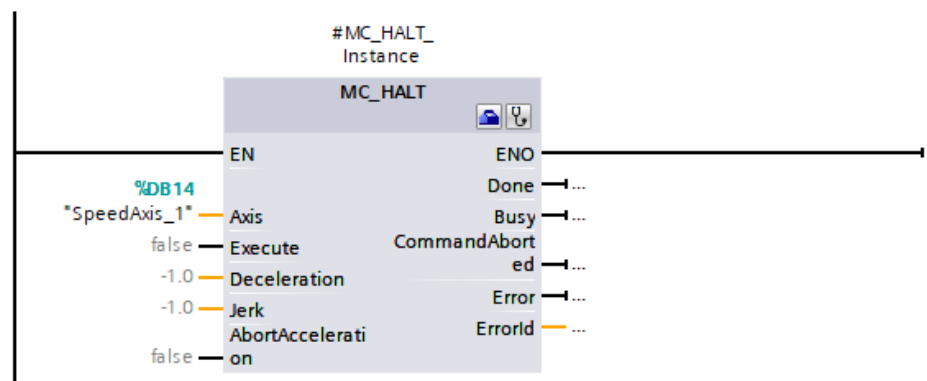 #MC_HALT_
Instance
MC_HALT
EN ENO
%DB14 Done ...
"SpeedAxis_1" Axis Busy ...
false Execute CommandAbort
ed ...
-1.0 Deceleration
Error ...
-1.0 Jerk
AbortAccelerati ErrorId ...
false on